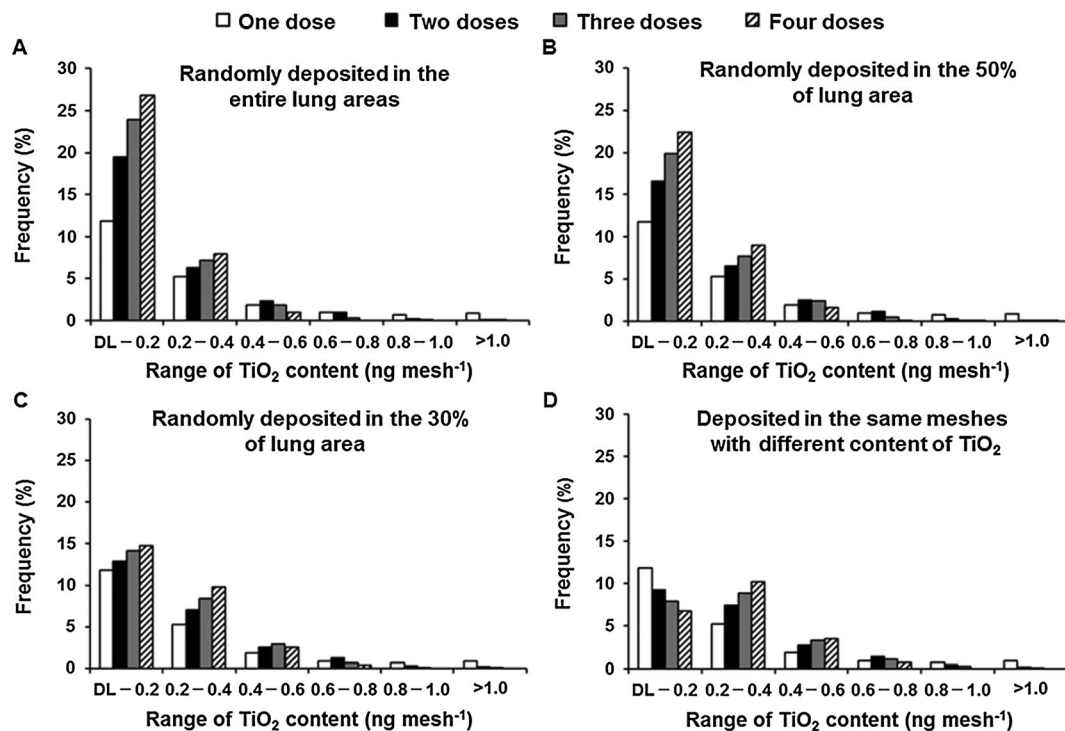 One dose Two doses Three doses Four doses
A
Randomly deposited in the
entire lung areas
30
25
20
15
10
5
0
Frequency (%)
DL – 0.2 0.2 – 0.4 0.4 – 0.6 0.6 – 0.8 0.8 – 1.0 >1.0
Range of TiO₂ content (ng mesh⁻¹)
B
Randomly deposited in the 50%
of lung area
30
25
20
15
10
5
0
Frequency (%)
DL – 0.2 0.2 – 0.4 0.4 – 0.6 0.6 – 0.8 0.8 – 1.0 >1.0
Range of TiO₂ content (ng mesh⁻¹)
C
Randomly deposited in the 30%
of lung area
30
25
20
15
10
5
0
Frequency (%)
DL – 0.2 0.2 – 0.4 0.4 – 0.6 0.6 – 0.8 0.8 – 1.0 >1.0
Range of TiO₂ content (ng mesh⁻¹)
D
Deposited in the same meshes
with different content of TiO₂
30
25
20
15
10
5
0
Frequency (%)
DL – 0.2 0.2 – 0.4 0.4 – 0.6 0.6 – 0.8 0.8 – 1.0 >1.0
Range of TiO₂ content (ng mesh⁻¹)